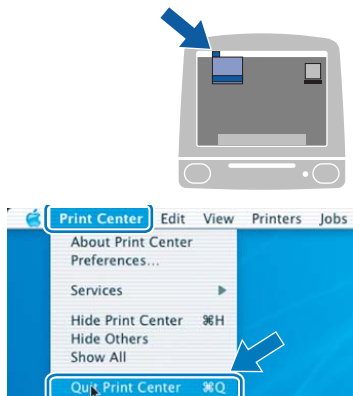 Print Center Edit View Printers Jobs
About Print Center
Preferences...
Services
Hide Print Center ⌘H
Hide Others
Show All
Quit Print Center ⌘Q